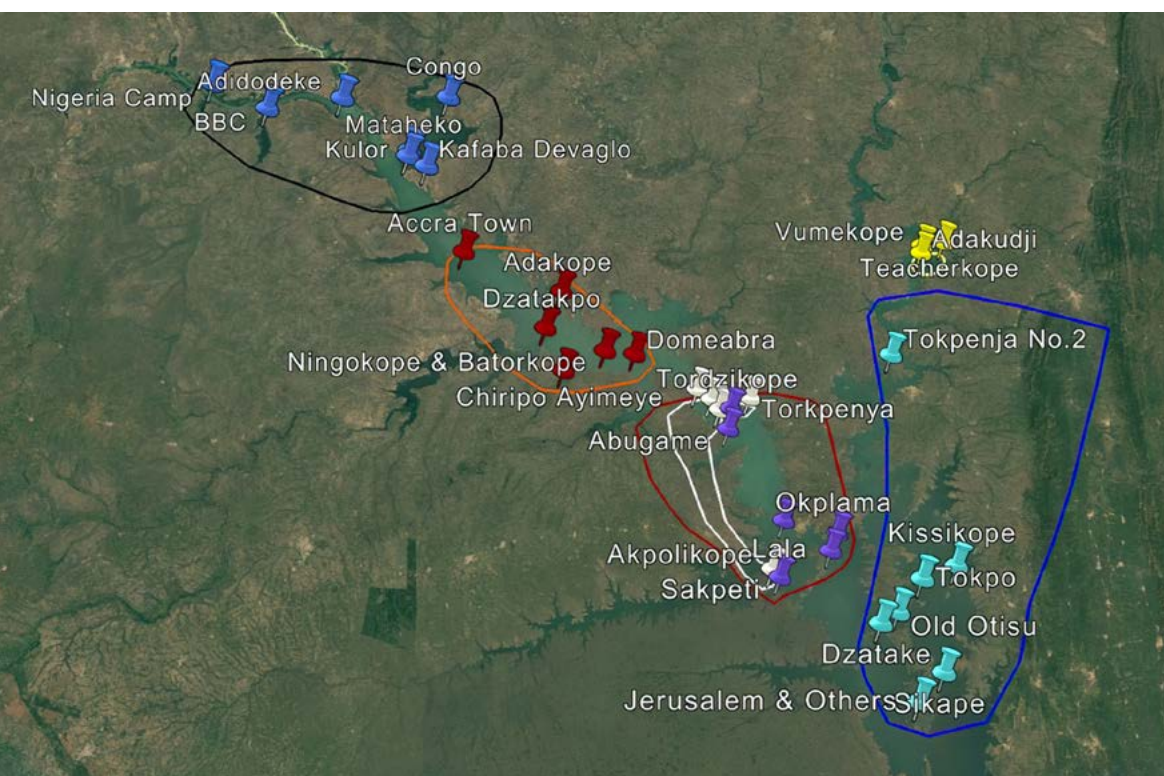 Congo
Adidodeke
Nigeria Camp
BBC
Mataheko
Kulor
Kafaba Devaglo
Accra Town
Vumekope
Adakudji
Adakope
Teacherkope
Dzatakpo
Domeabra
Tokpenja No.2
Ningokope & Batorkope
Tordzikope
Chiripo Ayimeye
Torkpenya
Abugame
Okplama
Kissikope
Akpolikope
Lala
Tokpo
Sakpeti
Old Otisu
Dzatake
Jerusalem & Others
Sikape